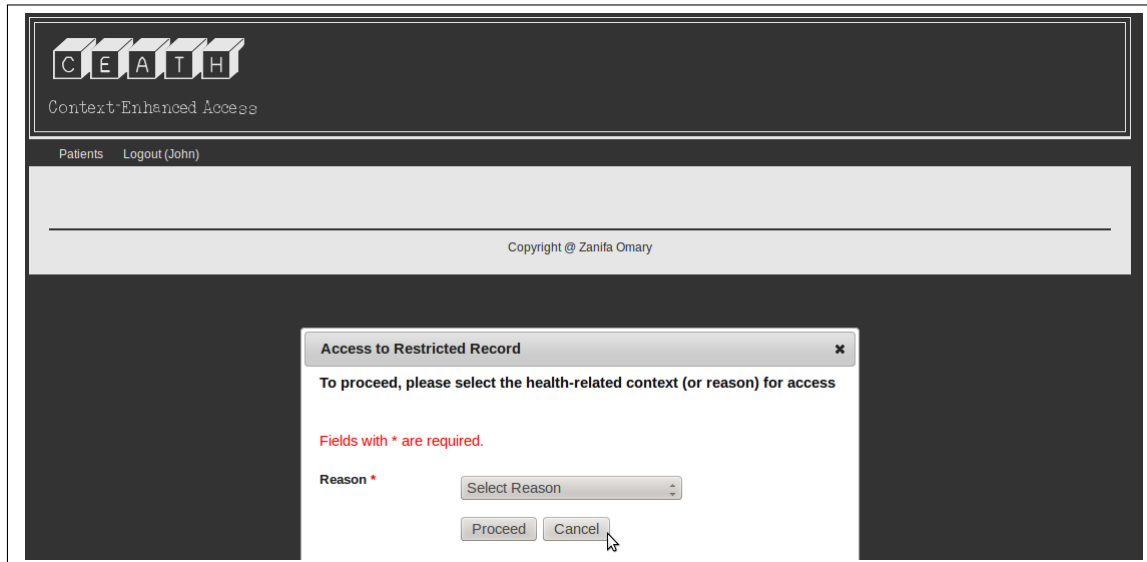 CEATH
Context-Enhanced Access
Patients Logout (John)
Copyright @ Zanifa Omary
Access to Restricted Record ×
To proceed, please select the health-related context (or reason) for access
Fields with * are required.
Reason * Select Reason
Proceed Cancel